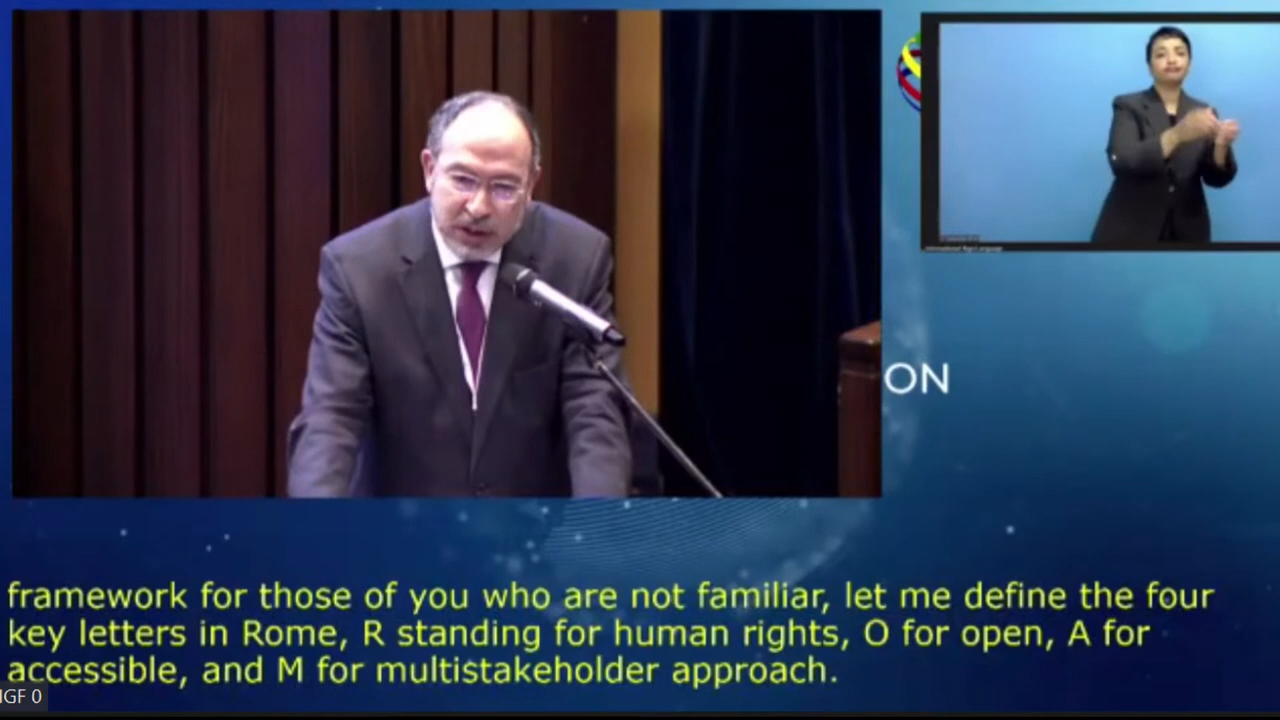 ON
framework for those of you who are not familiar, let me define the four
key letters in Rome, R standing for human rights, O for open, A for
accessible, and M for multistakeholder approach.
IGF 0